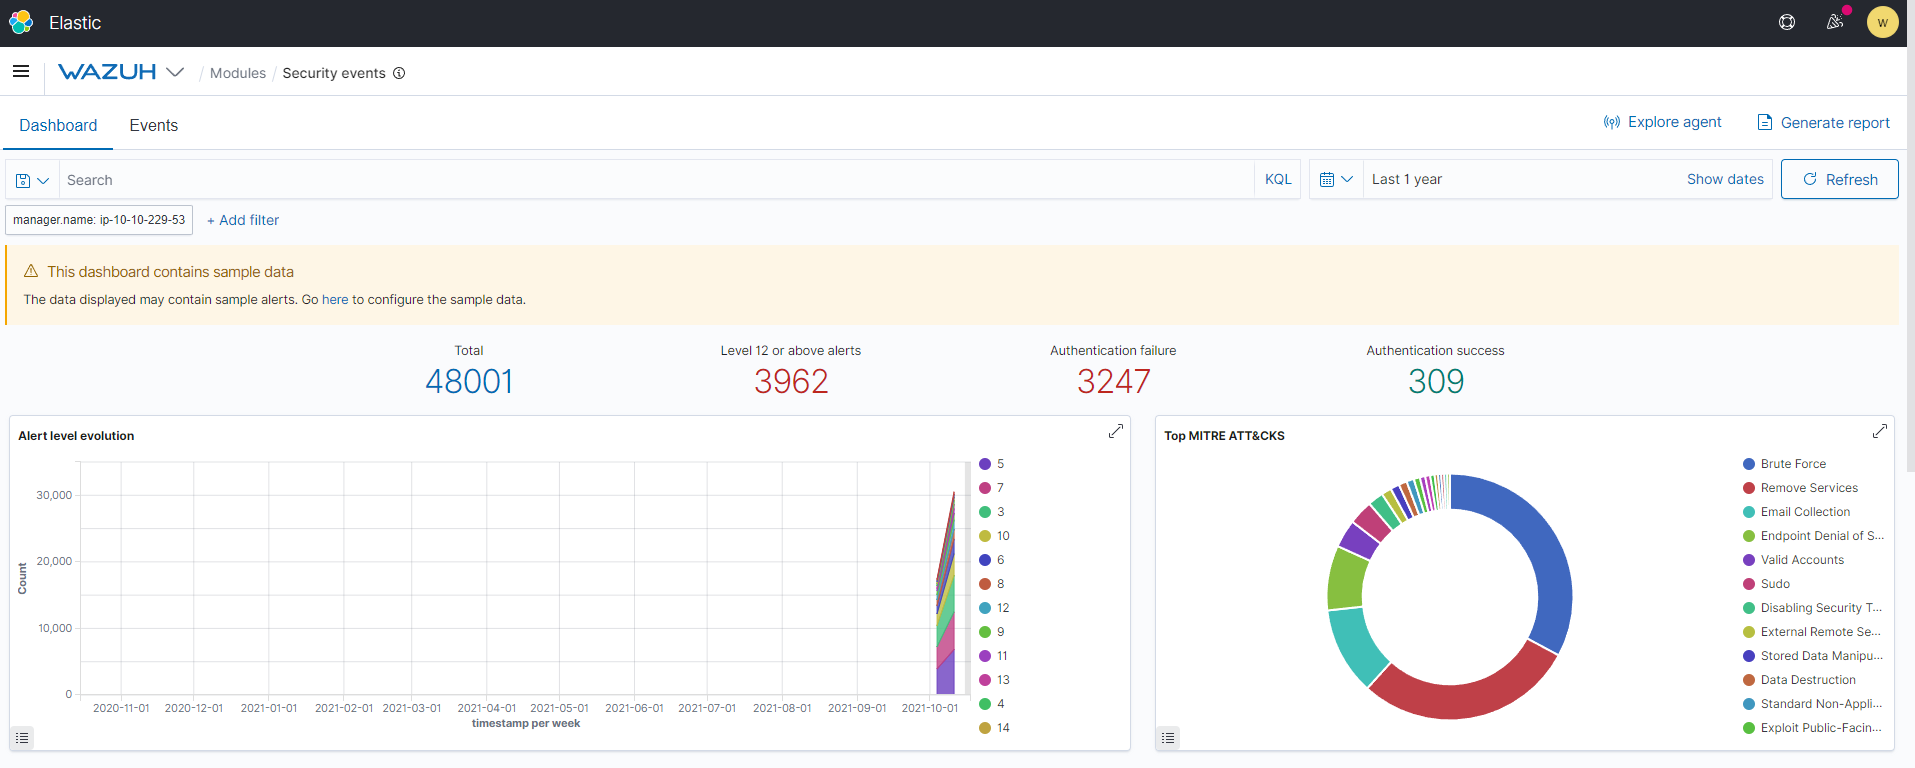 Elastic
W
WAZUH / Modules / Security events
Dashboard Events
Explore agent Generate report
Search KQL Last 1 year Show dates Refresh
manager.name: ip-10-10-229-53 + Add filter
This dashboard contains sample data
The data displayed may contain sample alerts. Go here to configure the sample data.
Total Level 12 or above alerts Authentication failure Authentication success
48001 3962 3247 309
Alert level evolution
Count
30,000
20,000
10,000
0
2020-11-01 2020-12-01 2021-01-01 2021-02-01 2021-03-01 2021-04-01 2021-05-01 2021-06-01 2021-07-01 2021-08-01 2021-09-01 2021-10-01
timestamp per week
5
7
3
10
6
8
12
9
11
13
4
14
Top MITRE ATT&CKS
Brute Force
Remove Services
Email Collection
Endpoint Denial of S...
Valid Accounts
Sudo
Disabling Security T...
External Remote Se...
Stored Data Manipu...
Data Destruction
Standard Non-Appli...
Exploit Public-Facin...